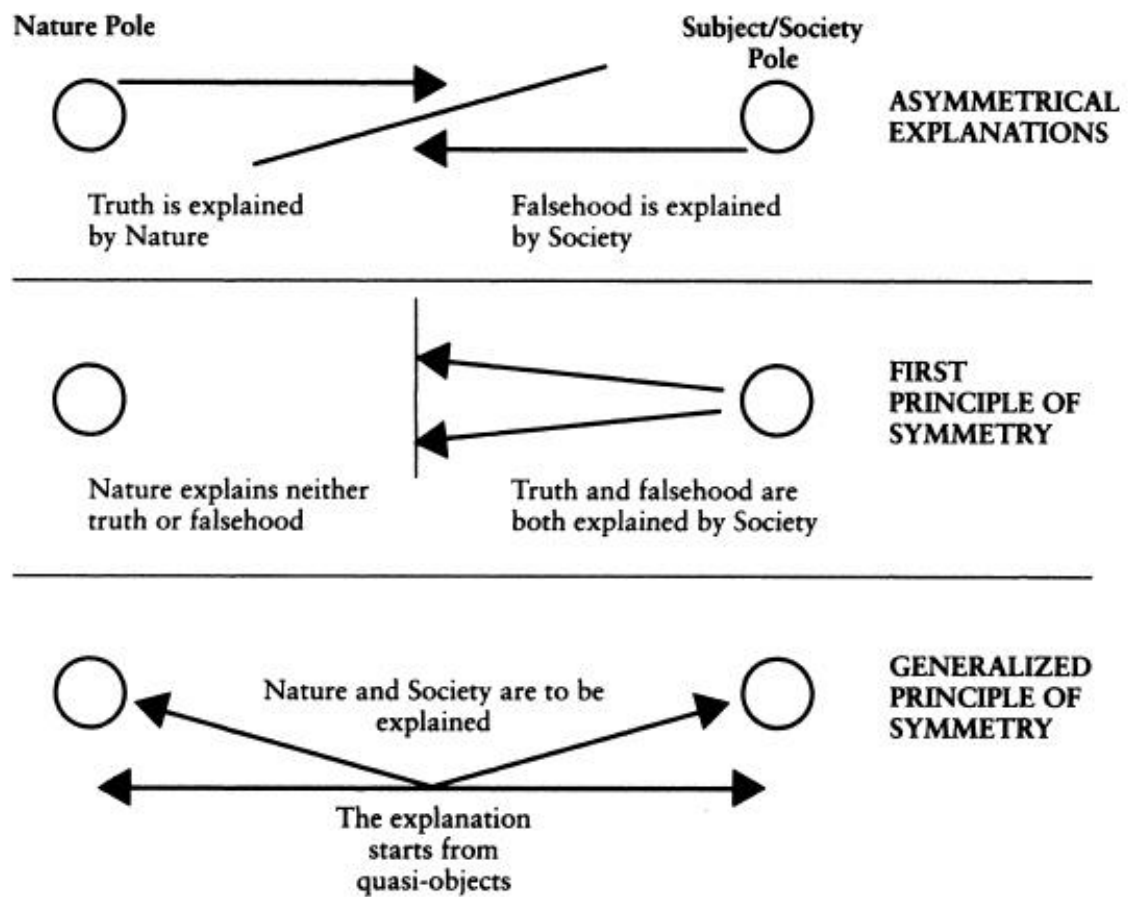 Nature Pole
Subject/Society
Pole
ASYMMETRICAL
EXPLANATIONS
Truth is explained
by Nature
Falsehood is explained
by Society
FIRST
PRINCIPLE OF
SYMMETRY
Nature explains neither
truth or falsehood
Truth and falsehood are
both explained by Society
GENERALIZED
PRINCIPLE OF
SYMMETRY
Nature and Society are to be
explained
The explanation
starts from
quasi-objects